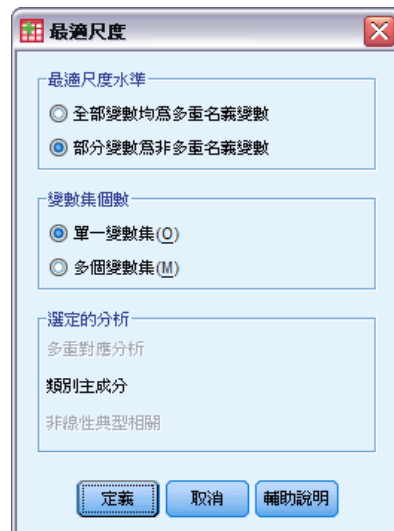 最適尺度
最適尺度水準
全部變數均為多重名義變數
部分變數為非多重名義變數
變數集個數
單一變數集(O)
多個變數集(M)
選定的分析
多重對應分析
類別主成分
非線性典型相關
定義 取消 輔助說明